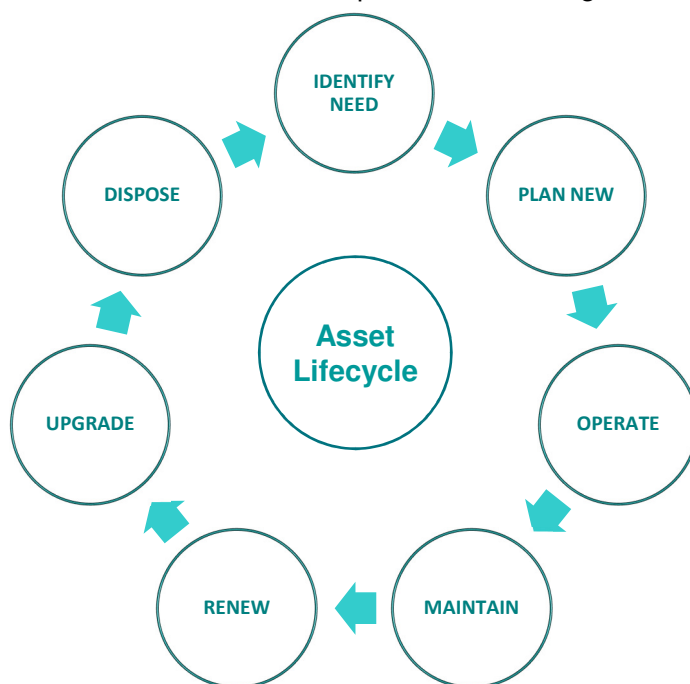 IDENTIFY
NEED
DISPOSE
PLAN NEW
Asset
Lifecycle
UPGRADE
OPERATE
RENEW
MAINTAIN